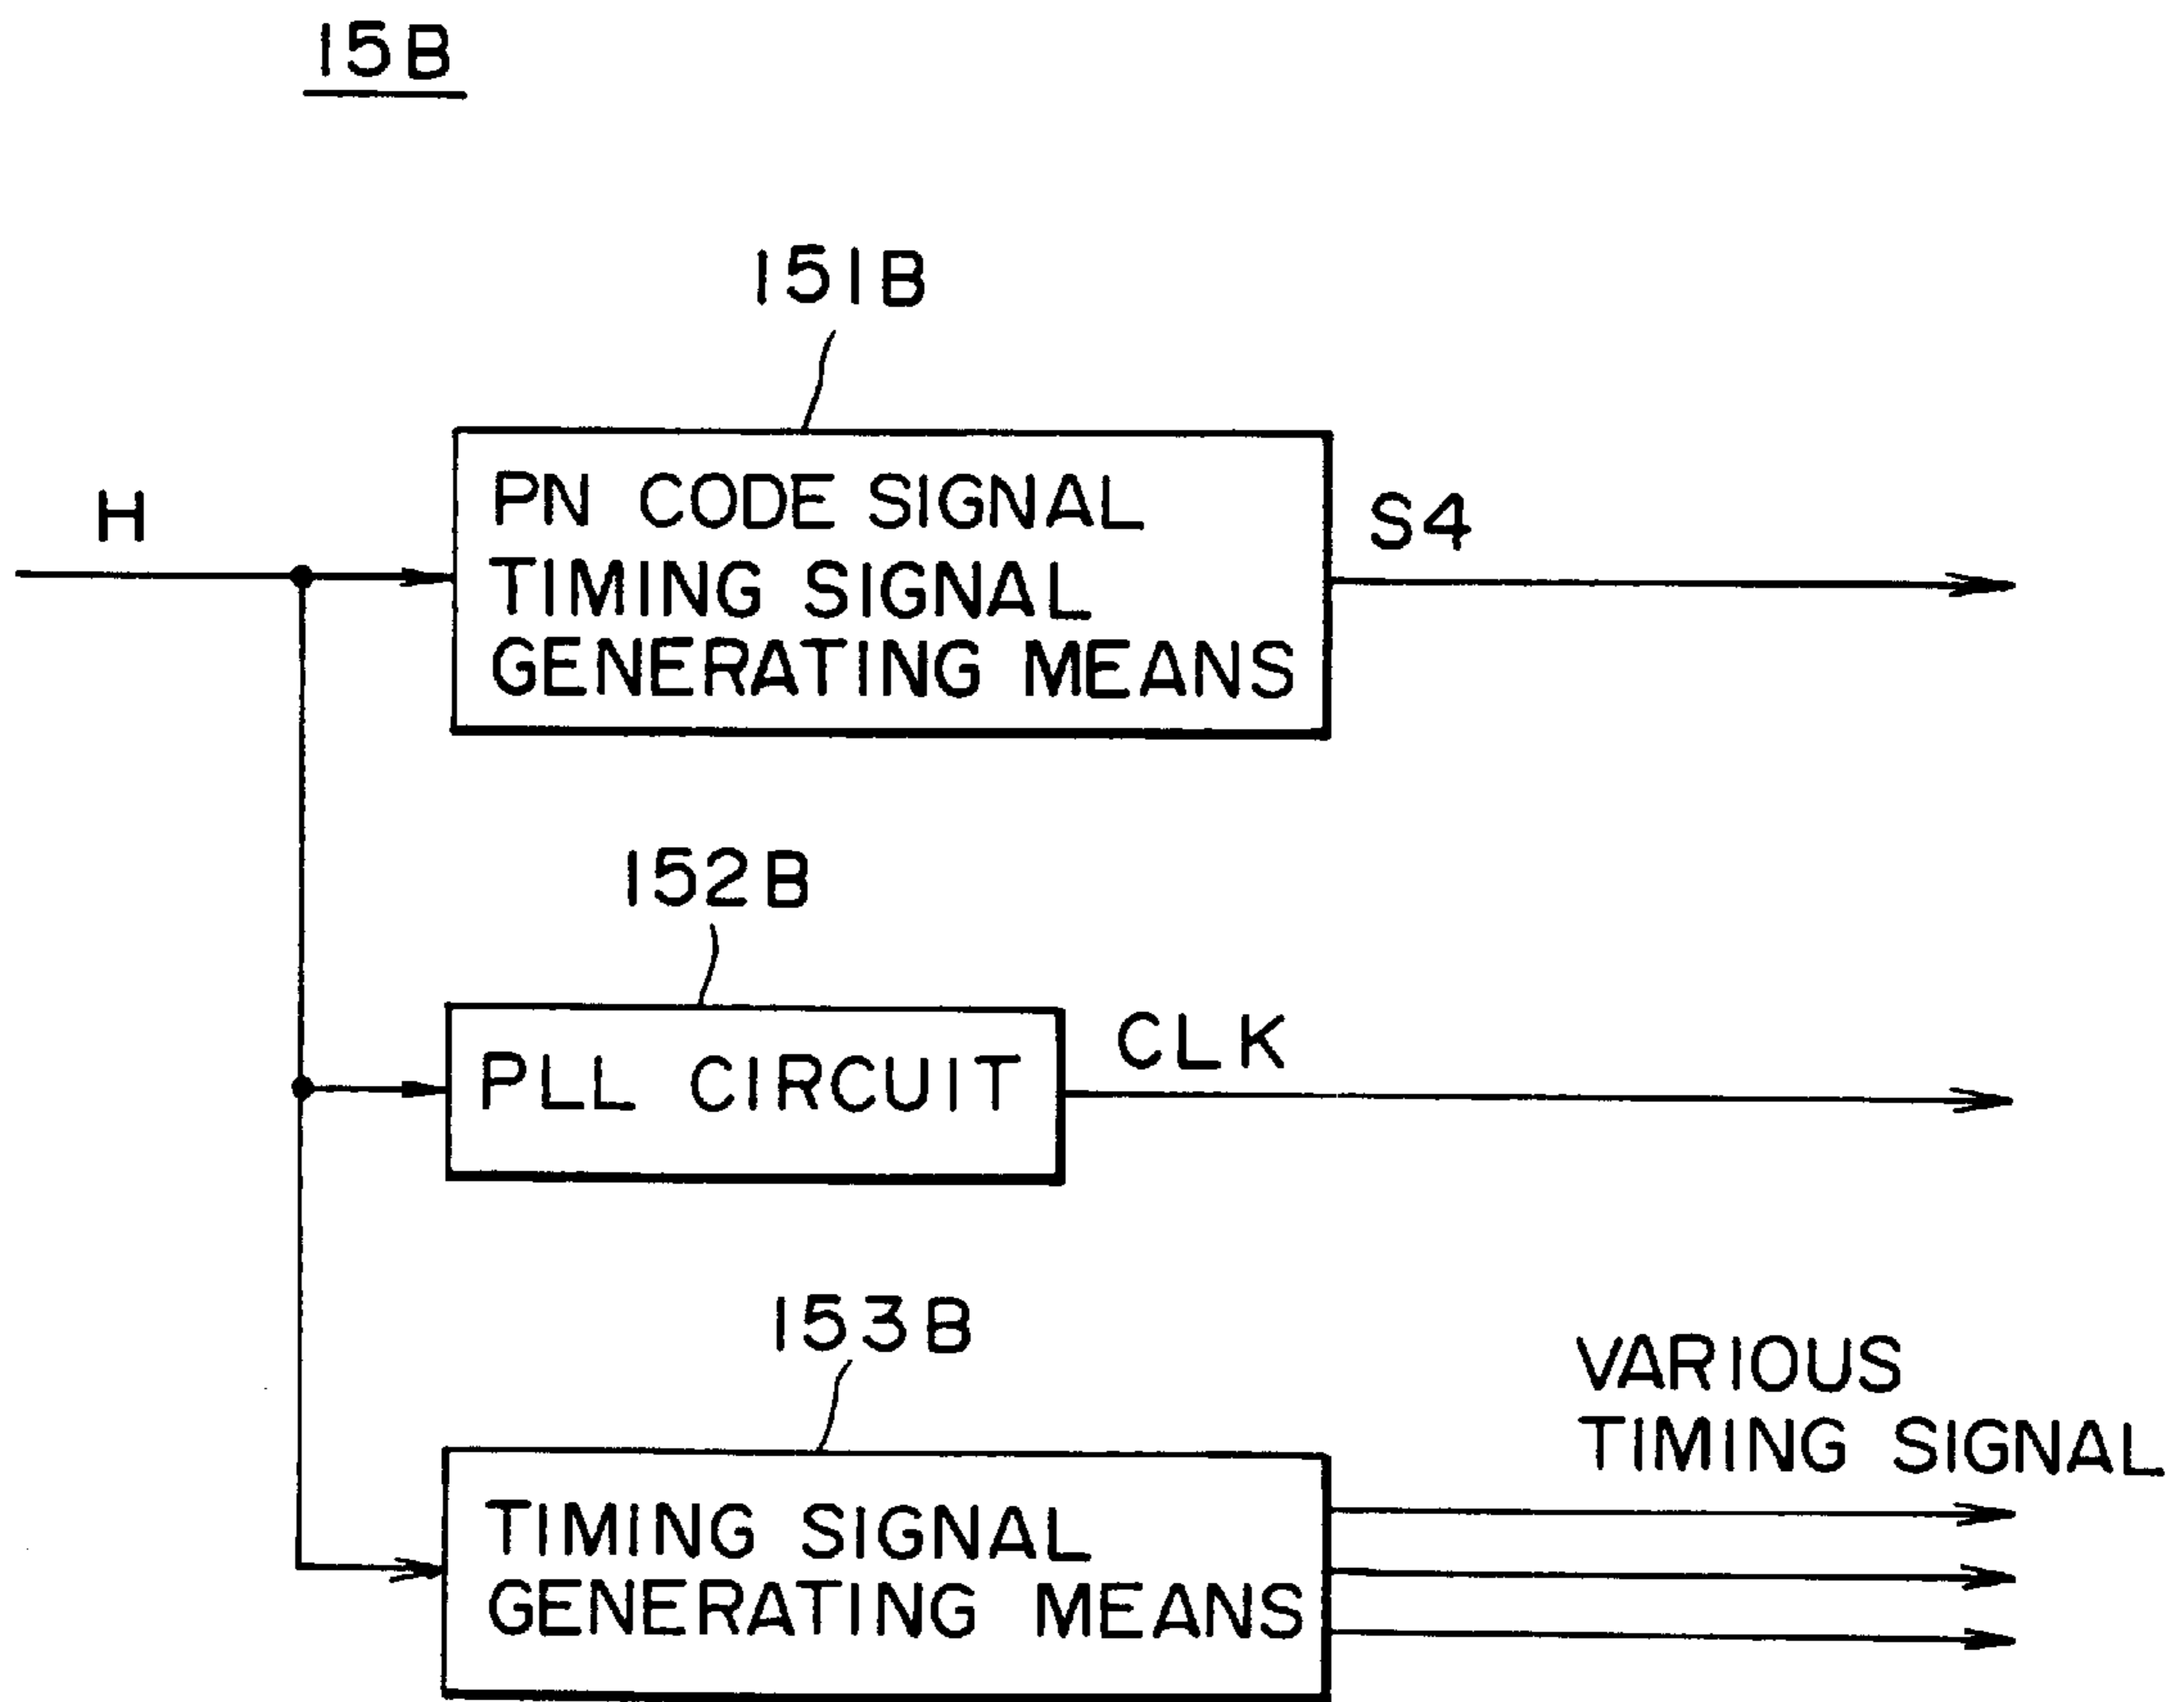 15B
151B
H
PN CODE SIGNAL
TIMING SIGNAL
GENERATING MEANS
S4
152B
PLL CIRCUIT
CLK
153B
VARIOUS
TIMING SIGNAL
TIMING SIGNAL
GENERATING MEANS